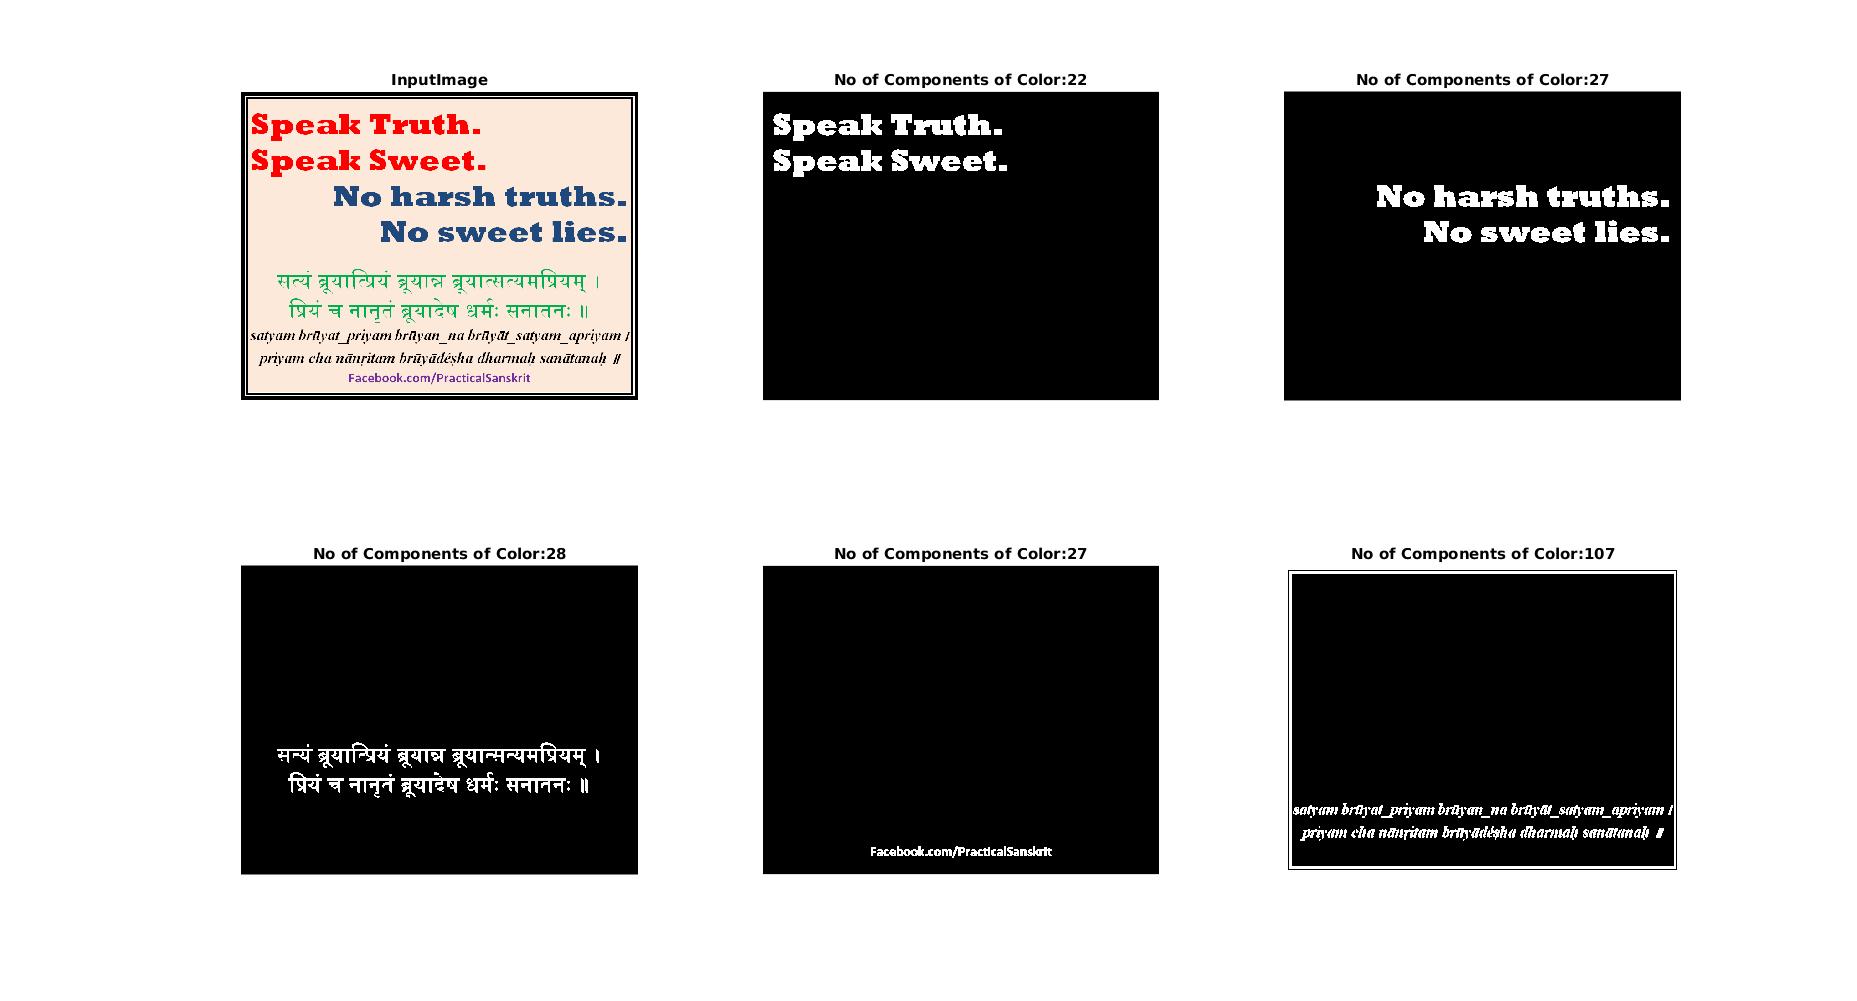 InputImage
Speak Truth.
Speak Sweet.
No harsh truths.
No sweet lies.
सत्यं ब्रूयात्प्रियं ब्रूयान्न ब्रूयात्सत्यमप्रियम् ।
प्रियं च नानृतं ब्रूयादेष धर्मः सनातनः ॥
satyam brūyat_priyam brūyan_na brūyāt_satyam_apriyam /
priyam cha nānṛitam brūyādésha dharmaḥ sanātanaḥ //
Facebook.com/PracticalSanskrit
No of Components of Color:22
Speak Truth.
Speak Sweet.
No of Components of Color:27
No harsh truths.
No sweet lies.
No of Components of Color:28
सत्यं ब्रूयात्प्रियं ब्रूयान्न ब्रूयात्सत्यमप्रियम् ।
प्रियं च नानृतं ब्रूयादेष धर्मः सनातनः ॥
No of Components of Color:27
Facebook.com/PracticalSanskrit
No of Components of Color:107
satyam brūyat_priyam brūyan_na brūyāt_satyam_apriyam /
priyam cha nānṛitam brūyādésha dharmaḥ sanātanaḥ //